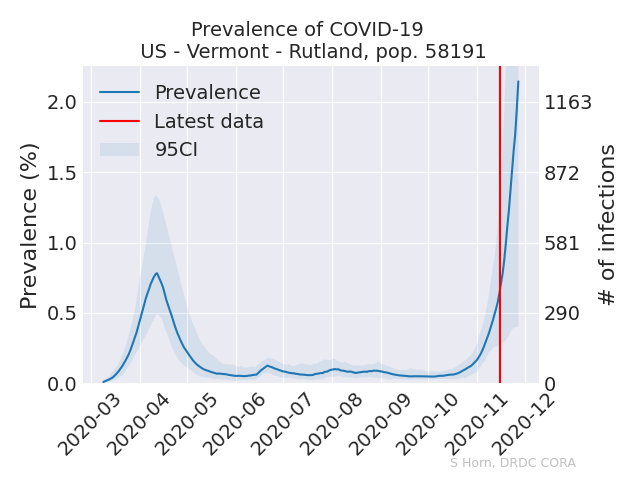 Prevalence of COVID-19
US - Vermont - Rutland, pop. 58191
Prevalence
Latest data
95CI
Prevalence (%)
2.0
1.5
1.0
0.5
0.0
1163
872
581
290
0
# of infections
2020-03
2020-04
2020-05
2020-06
2020-07
2020-08
2020-09
2020-10
2020-11
2020-12
S Horn, DRDC CORA